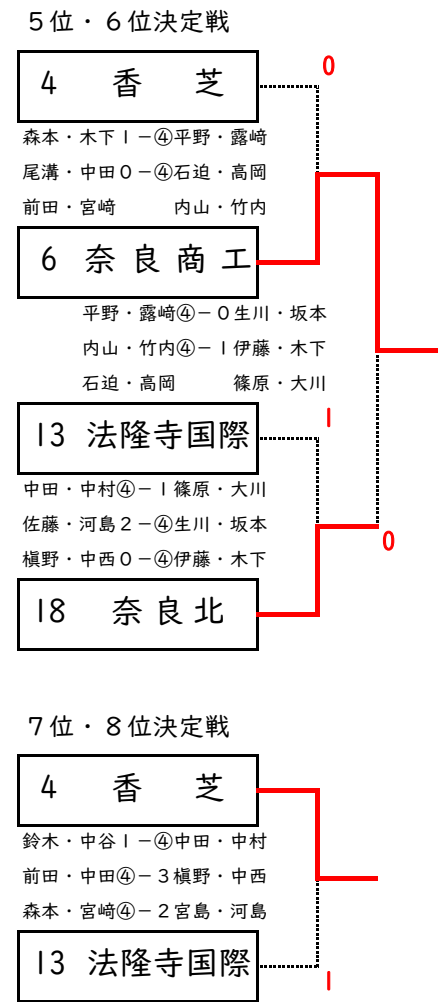 5位・6位決定戦
0
4 香 芝
森本・木下1－④平野・露﨑
尾溝・中田0－④石迫・高岡
前田・宮﨑 内山・竹内
6 奈良商工
平野・露﨑④－0生川・坂本
内山・竹内④－1伊藤・木下
石迫・高岡 篠原・大川
1
13 法隆寺国際
中田・中村④－1篠原・大川
佐藤・河島2－④生川・坂本
槇野・中西0－④伊藤・木下
0
18 奈良北
7位・8位決定戦
4 香 芝
鈴木・中谷1－④中田・中村
前田・中田④－3槇野・中西
森本・宮﨑④－2宮島・河島
13 法隆寺国際
1